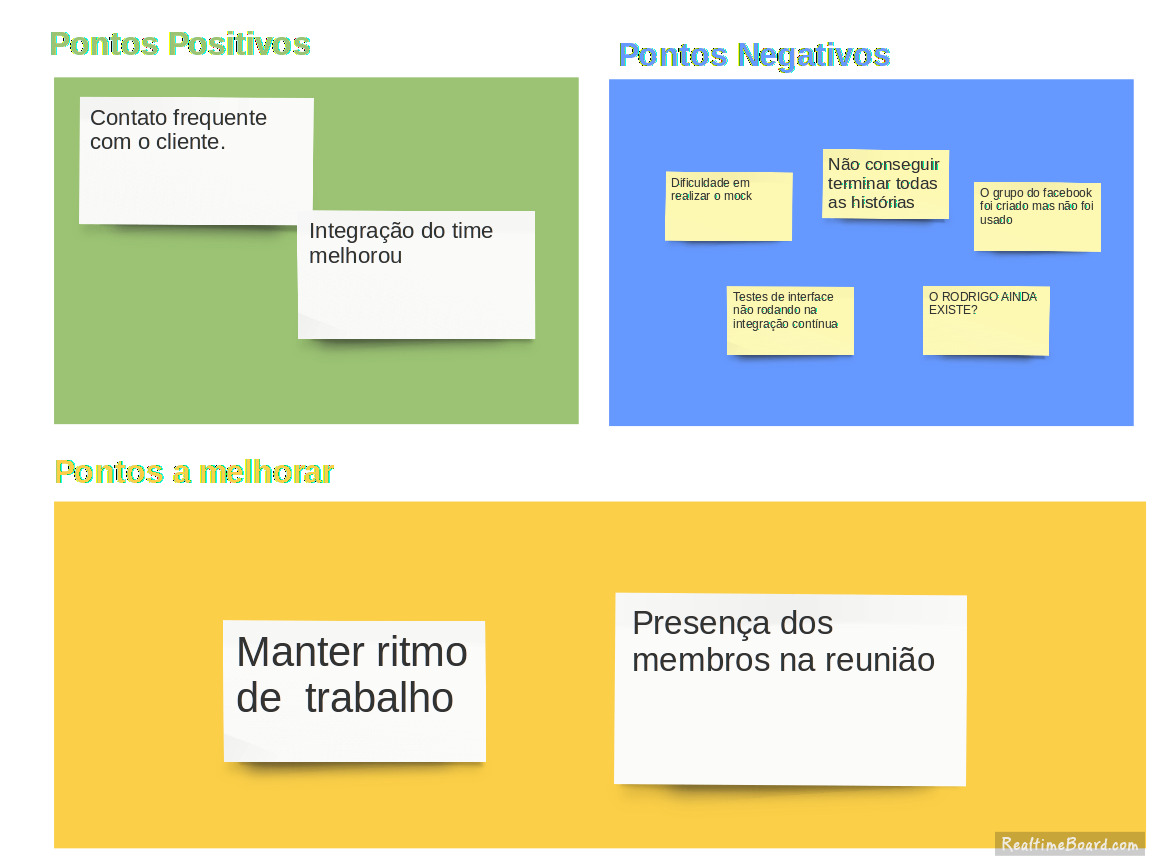 Pontos Positivos
Contato frequente
com o cliente.
Integração do time
melhorou
Pontos Negativos
Dificuldade em
realizar o mock
Não conseguir
terminar todas
as histórias
O grupo do facebook
foi criado mas não foi
usado
Testes de interface
não rodando na
integração contínua
O RODRIGO AINDA
EXISTE?
Pontos a melhorar
Manter ritmo
de trabalho
Presença dos
membros na reunião
RealtimeBoard.com